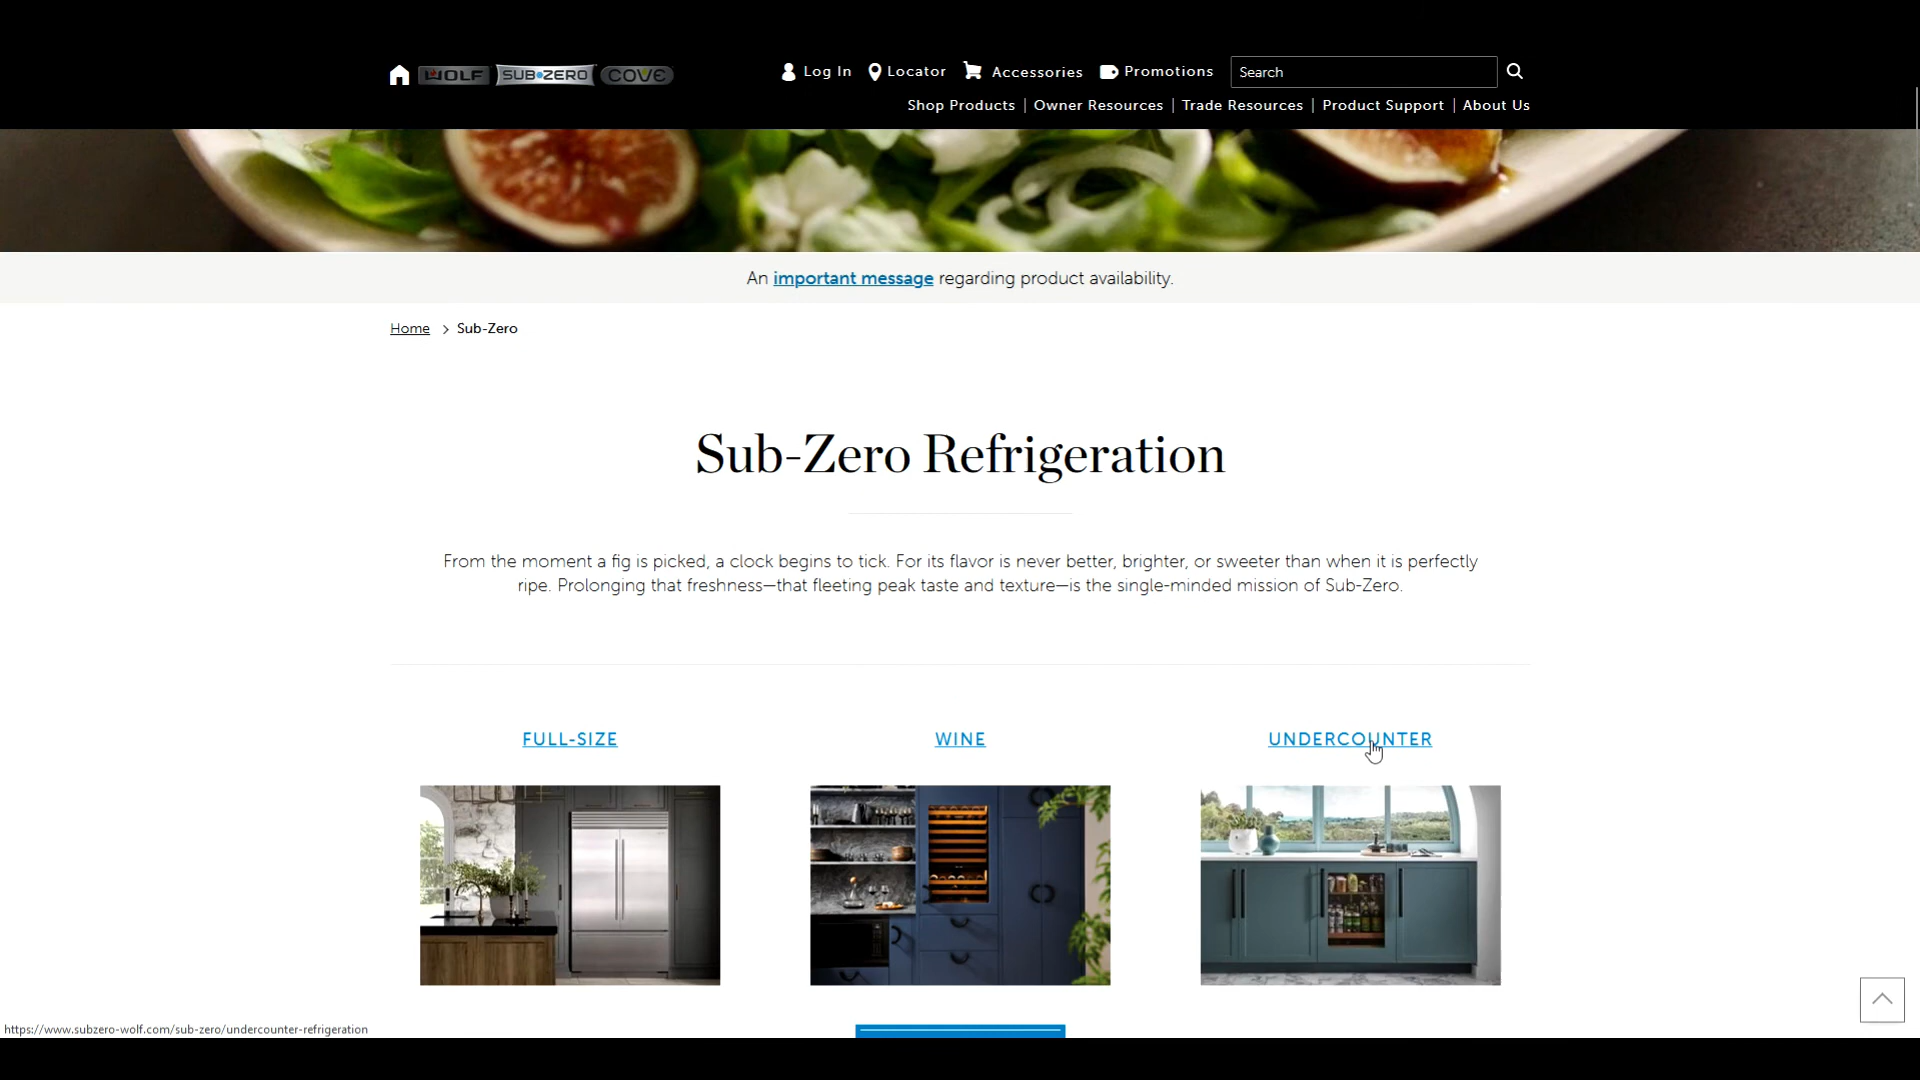 WOLF SUB-ZERO COVE Log In Locator Accessories Promotions Search
Shop Products | Owner Resources | Trade Resources | Product Support | About Us
An important message regarding product availability.
Home > Sub-Zero
Sub-Zero Refrigeration
From the moment a fig is picked, a clock begins to tick. For its flavor is never better, brighter, or sweeter than when it is perfectly
ripe. Prolonging that freshness—that fleeting peak taste and texture—is the single-minded mission of Sub-Zero.
FULL-SIZE WINE UNDERCOUNTER
https://www.subzero-wolf.com/sub-zero/undercounter-refrigeration